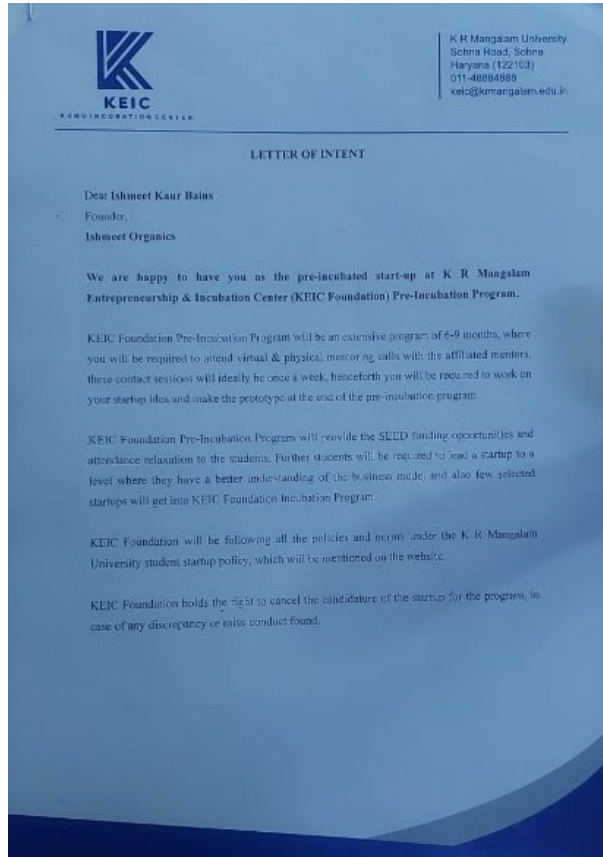 KEIC
KRMU INCUBATION CENTER
K R Mangalam University
Sohna Road, Sohna
Haryana (122103)
011-48884888
keic@krmangalam.edu.in
LETTER OF INTENT
Dear Ishmeet Kaur Bains
Founder,
Ishmeet Organics
We are happy to have you as the pre-incubated start-up at K R Mangalam
Entrepreneurship & Incubation Center (KEIC Foundation) Pre-Incubation Program.
KEIC Foundation Pre-Incubation Program will be an extensive program of 6-9 months, where
you will be required to attend virtual & physical mentoring calls with the affiliated mentors,
these contact sessions will ideally be once a week, henceforth you will be required to work on
your startup idea and make the prototype at the end of the pre-incubation program.
KEIC Foundation Pre-Incubation Program will provide the SEED funding opportunities and
attendance relaxation to the students. Further students will be required to lead a startup to a
level where they have a better understanding of the business model and also few selected
startups will get into KEIC Foundation Incubation Program.
KEIC Foundation will be following all the policies and norms under the K R Mangalam
University student startup policy, which will be mentioned on the website.
KEIC Foundation holds the right to cancel the candidature of the startup for the program, in
case of any discrepancy or miss conduct found.